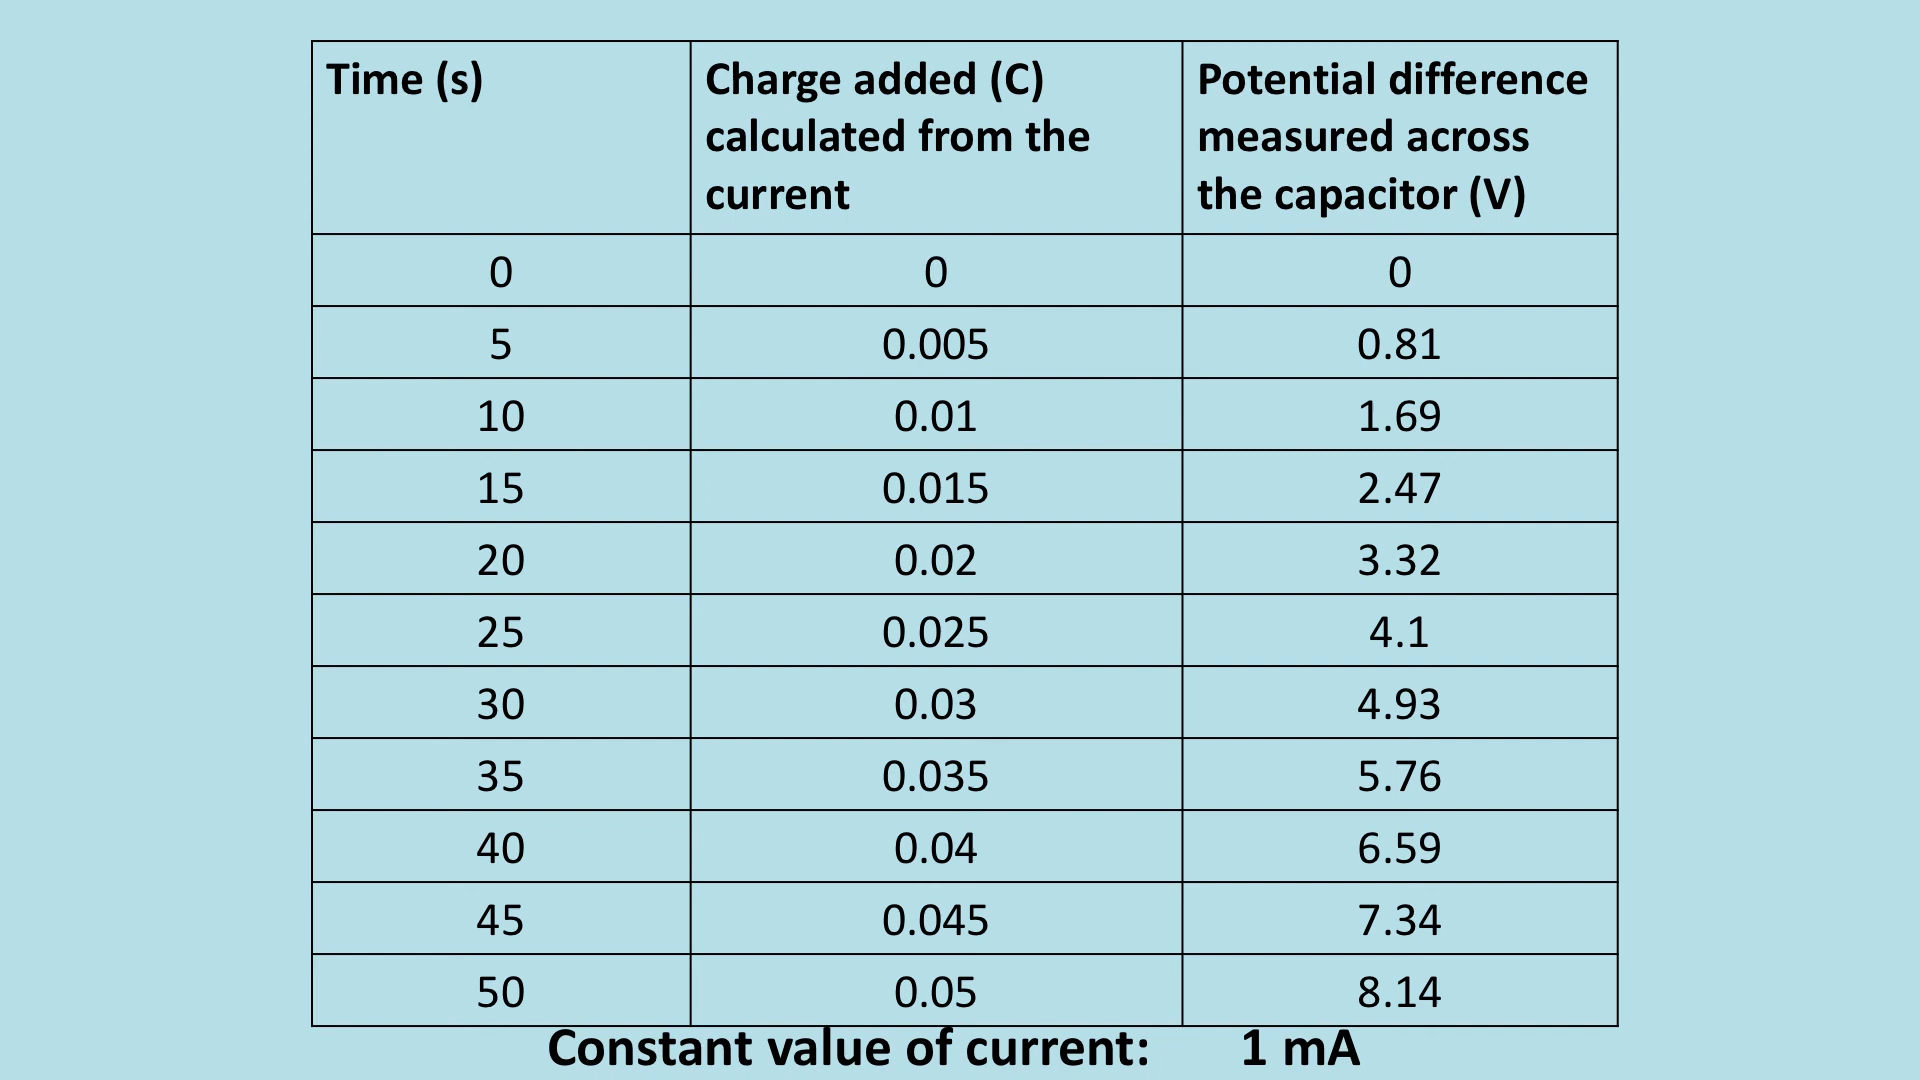 Time (s)
Charge added (C)
calculated from the
current
Potential difference
measured across
the capacitor (V)
0 0 0
5 0.005 0.81
10 0.01 1.69
15 0.015 2.47
20 0.02 3.32
25 0.025 4.1
30 0.03 4.93
35 0.035 5.76
40 0.04 6.59
45 0.045 7.34
50 0.05 8.14
Constant value of current: 1 mA